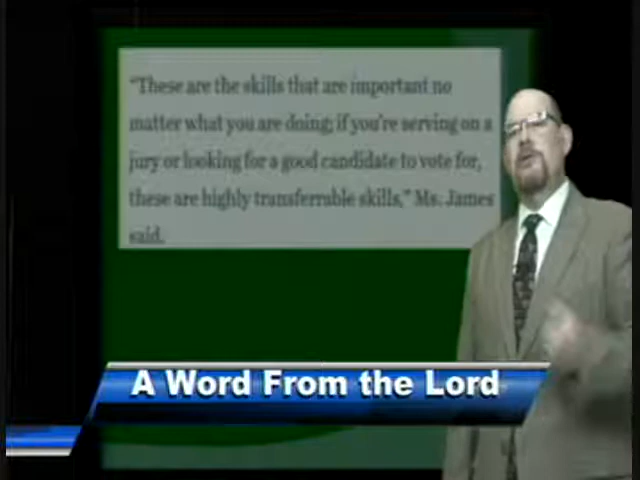 "These are the skills that are important no
matter what you are doing; if you're serving on a
jury or looking for a good candidate to vote for,
these are highly transferrable skills," Ms. James
said.
A Word From the Lord